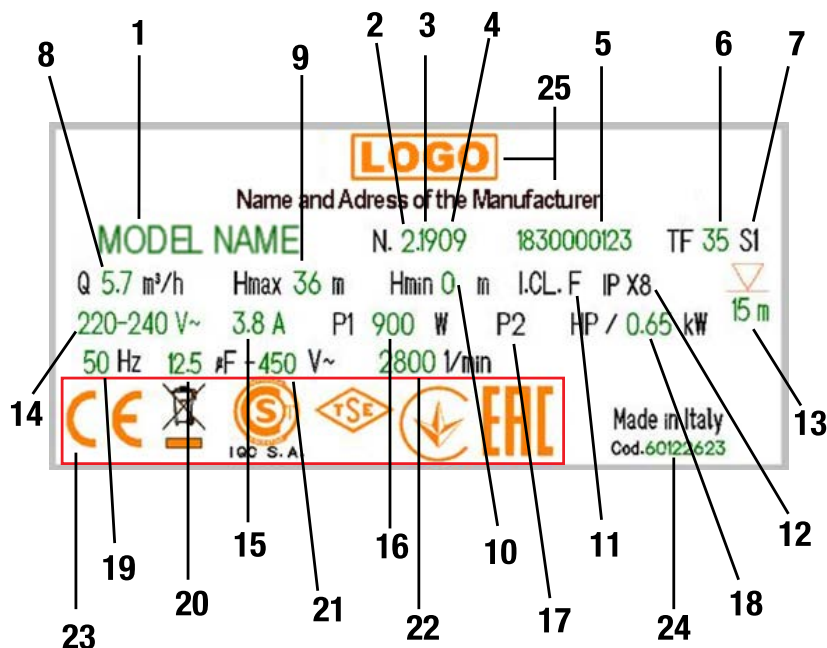 1 2 3 4 5 6 7
8 9 25
LOGO
Name and Adress of the Manufacturer
MODEL NAME N. 2.1909 1830000123 TF 35 S1
Q 5.7 m³/h Hmax 36 m Hmin 0 m I.CL. F IP X8
220-240 V~ 3.8 A P1 900 W P2 HP / 0.65 kW 15 m
50 Hz 12.5 µF - 450 V~ 2800 1/min
CE S TSE EAC
IQC S.A.
Made in Italy
Cod.60122623
14 13
19 20 15 21 16 22 10 17 11 18 12
23 24